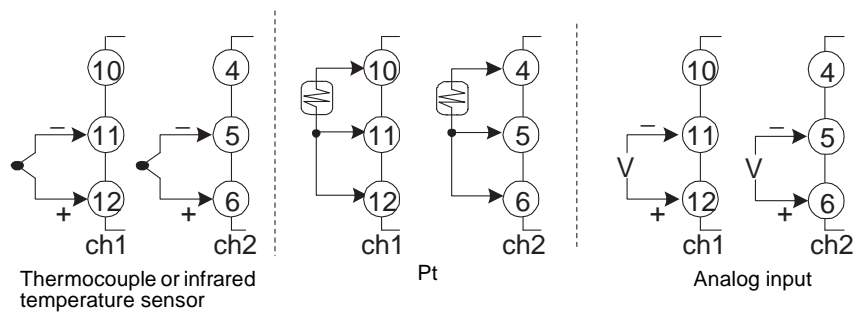 10 4 10 4 10 4
– 11 – 5 11 5 – 11 – 5
V V
+ 12 + 6 12 6 + 12 + 6
ch1 ch2 ch1 ch2 ch1 ch2
Thermocouple or infrared
temperature sensor
Pt
Analog input